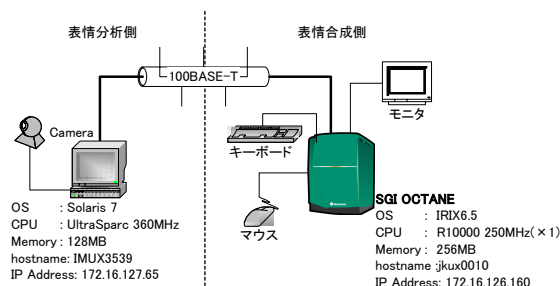 表情分析側
表情合成側
100BASE-T
Camera
モニタ
キーボード
マウス
OS : Solaris 7
CPU : UltraSparc 360MHz
Memory : 128MB
hostname: IMUX3539
IP Address: 172.16.127.65
SGI OCTANE
OS : IRIX6.5
CPU : R10000 250MHz(×1)
Memory : 256MB
hostname :jkux0010
IP Address: 172.16.126.160